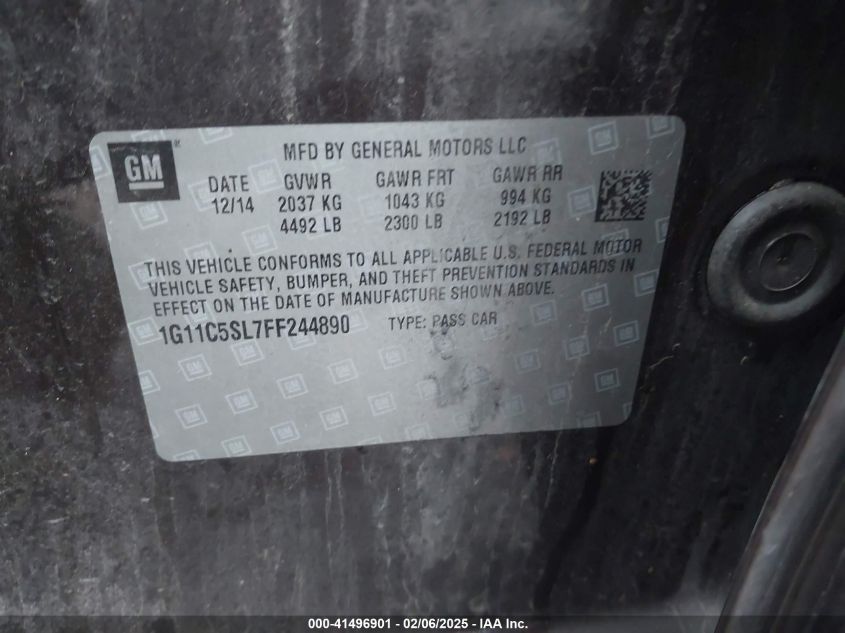 GM
MFD BY GENERAL MOTORS LLC
DATE GVWR GAWR FRT GAWR RR
12/14 2037 KG 1043 KG 994 KG
4492 LB 2300 LB 2192 LB
THIS VEHICLE CONFORMS TO ALL APPLICABLE U.S. FEDERAL MOTOR
VEHICLE SAFETY, BUMPER, AND THEFT PREVENTION STANDARDS IN
EFFECT ON THE DATE OF MANUFACTURE SHOWN ABOVE.
1G11C5SL7FF244890 TYPE: PASS CAR
000-41496901 - 02/06/2025 - IAA Inc.